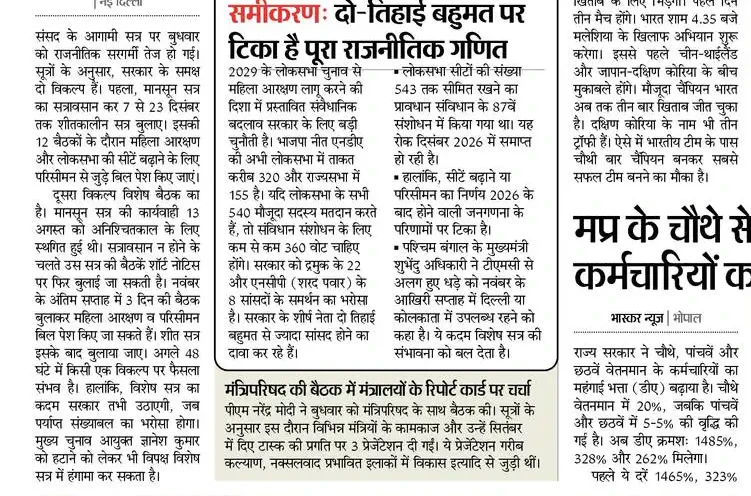 | नई दिल्ली
संसद के आगामी सत्र पर बुधवार
को राजनीतिक सरगर्मी तेज हो गई।
सूत्रों के अनुसार, सरकार के समक्ष
दो विकल्प हैं। पहला, मानसून सत्र
का सत्रावसान कर 7 से 23 दिसंबर
तक शीतकालीन सत्र बुलाए। इसकी
12 बैठकों के दौरान महिला आरक्षण
और लोकसभा की सीटें बढ़ाने के लिए
परिसीमन से जुड़े बिल पेश किए जाएं।
दूसरा विकल्प विशेष बैठक का
है। मानसून सत्र की कार्यवाही 13
अगस्त को अनिश्चितकाल के लिए
स्थगित हुई थी। सत्रावसान न होने के
चलते उस सत्र की बैठकें शॉर्ट नोटिस
पर फिर बुलाई जा सकती है। नवंबर
के अंतिम सप्ताह में 3 दिन की बैठक
बुलाकर महिला आरक्षण व परिसीमन
बिल पेश किए जा सकते हैं। शीत सत्र
इसके बाद बुलाया जाए। अगले 48
घंटे में किसी एक विकल्प पर फैसला
संभव है। हालांकि, विशेष सत्र का
कदम सरकार तभी उठाएगी, जब
पर्याप्त संख्याबल का भरोसा होगा।
मुख्य चुनाव आयुक्त ज्ञानेश कुमार
को हटाने को लेकर भी विपक्ष विशेष
सत्र में हंगामा कर सकता है।
समीकरण: दो-तिहाई बहुमत पर
टिका है पूरा राजनीतिक गणित
2029 के लोकसभा चुनाव से
महिला आरक्षण लागू करने की
दिशा में प्रस्तावित संवैधानिक
बदलाव सरकार के लिए बड़ी
चुनौती है। भाजपा नीत एनडीए
की अभी लोकसभा में ताकत
करीब 320 और राज्यसभा में
155 है। यदि लोकसभा के सभी
540 मौजूदा सदस्य मतदान करते
हैं, तो संविधान संशोधन के लिए
कम से कम 360 वोट चाहिए
होंगे। सरकार को द्रमुक के 22
और एनसीपी (शरद पवार) के
8 सांसदों के समर्थन का भरोसा
है। सरकार के शीर्ष नेता दो तिहाई
बहुमत से ज्यादा सांसद होने का
दावा कर रहे हैं।
▪ लोकसभा सीटों की संख्या
543 तक सीमित रखने का
प्रावधान संविधान के 87वें
संशोधन में किया गया था। यह
रोक दिसंबर 2026 में समाप्त
हो रही है।
▪ हालांकि, सीटें बढ़ाने या
परिसीमन का निर्णय 2026 के
बाद होने वाली जनगणना के
परिणामों पर टिका है।
▪ पश्चिम बंगाल के मुख्यमंत्री
शुभेंदु अधिकारी ने टीएमसी से
अलग हुए धड़े को नवंबर के
आखिरी सप्ताह में दिल्ली या
कोलकाता में उपलब्ध रहने को
कहा है। ये कदम विशेष सत्र की
संभावना को बल देता है।
मंत्रिपरिषद की बैठक में मंत्रालयों के रिपोर्ट कार्ड पर चर्चा
पीएम नरेंद्र मोदी ने बुधवार को मंत्रिपरिषद के साथ बैठक की। सूत्रों के
अनुसार इस दौरान विभिन्न मंत्रियों के कामकाज और उन्हें सितंबर
में दिए टास्क की प्रगति पर 3 प्रेजेंटेशन दी गईं। ये प्रेजेंटेशन गरीब
कल्याण, नक्सलवाद प्रभावित इलाकों में विकास इत्यादि से जुड़ी थीं।
खिताब के लिए भिड़ेंगी। पहले दिन
तीन मैच होंगे। भारत शाम 4.35 बजे
मलेशिया के खिलाफ अभियान शुरू
करेगा। इससे पहले चीन-थाईलैंड
और जापान-दक्षिण कोरिया के बीच
मुकाबले होंगे। मौजूदा चैंपियन भारत
अब तक तीन बार खिताब जीत चुका
है। दक्षिण कोरिया के नाम भी तीन
ट्रॉफी हैं। ऐसे में भारतीय टीम के पास
चौथी बार चैंपियन बनकर सबसे
सफल टीम बनने का मौका है।
मप्र के चौथे से
कर्मचारियों क
भास्कर न्यूज | भोपाल
राज्य सरकार ने चौथे, पांचवें और
छठवें वेतनमान के कर्मचारियों का
महंगाई भत्ता (डीए) बढ़ाया है। चौथे
वेतनमान में 20%, जबकि पांचवें
और छठवें में 5-5% की वृद्धि की
गई है। अब डीए क्रमश: 1485%,
328% और 262% मिलेगा।
पहले ये दरें 1465%, 323%